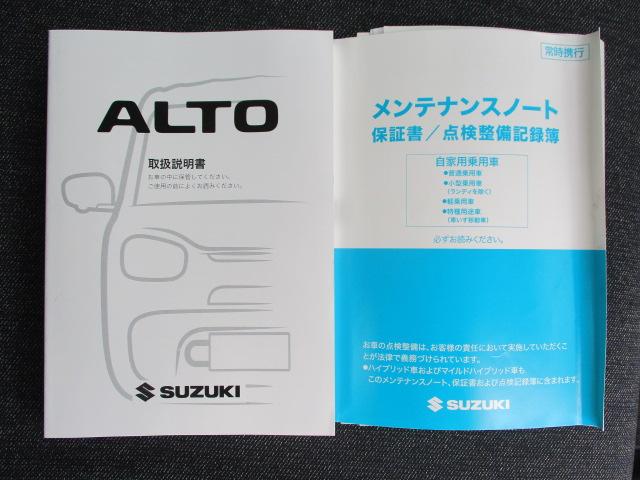 ALTO
取扱説明書
お車の中に保管してください。
ご使用の前によくお読みください。
SUZUKI
常時携行
メンテナンスノート
保証書／点検整備記録簿
自家用乗用車
●普通乗用車
●小型乗用車
（ランディを除く）
●軽乗用車
●特種用途車
（車いす移動車）
必ずお読みください。
お車の点検整備は、お客様の責任において実施していただくこ
とが法律で義務づけられています。
●ハイブリッド車およびマイルドハイブリッド車も、
このメンテナンスノート、保証書および点検記録簿に含まれます。
SUZUKI